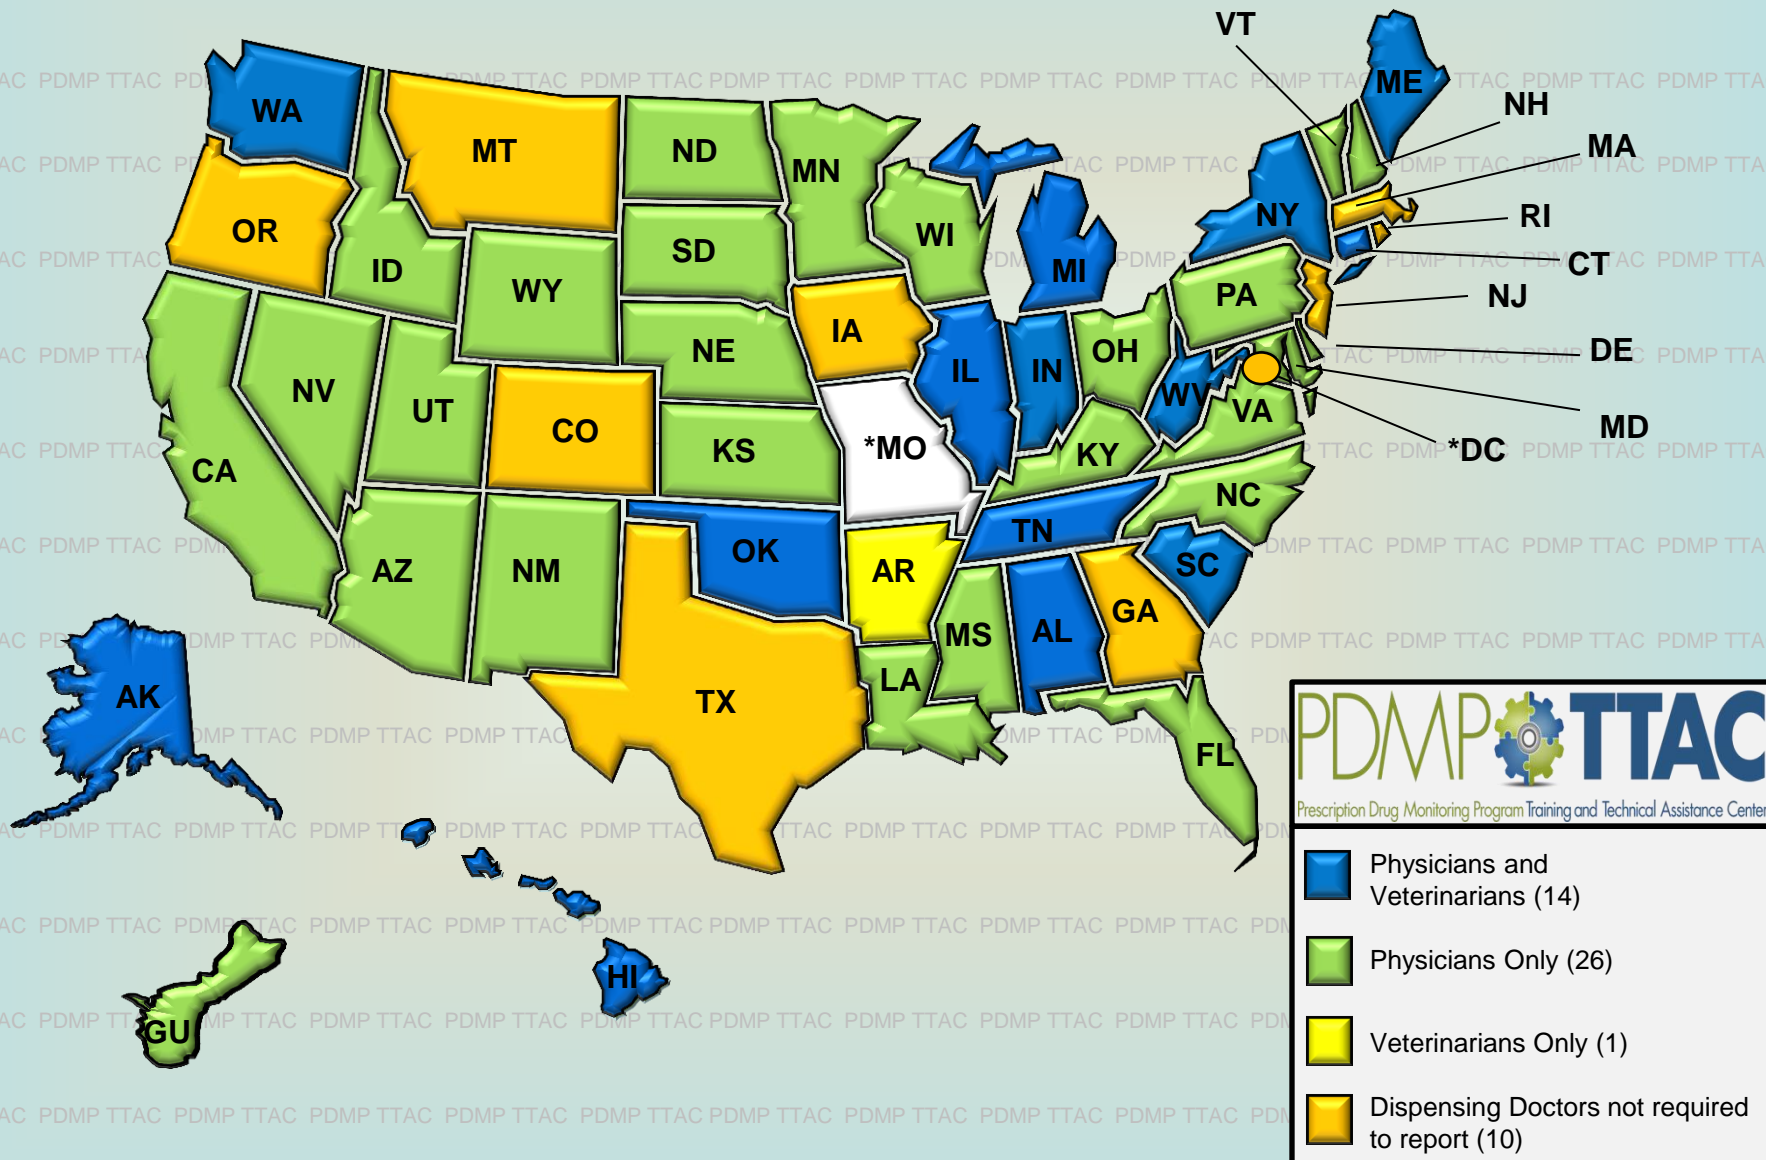 VT
ME
NH
WA
MA
MT
ND
MN
NY
RI
OR
WI
SD
CT
ID
MI
WY
PA
NJ
IA
NE
OH
DE
IL
IN
NV
WV
UT
VA
CO
MD
*MO
*DC
KS
KY
CA
NC
TN
OK
SC
AZ
NM
AR
GA
MS
AL
LA
AK
TX
FL
HI
GU
PDMP TTAC
Prescription Drug Monitoring Program Training and Technical Assistance Center
Physicians and
Veterinarians (14)
Physicians Only (26)
Veterinarians Only (1)
Dispensing Doctors not required
to report (10)